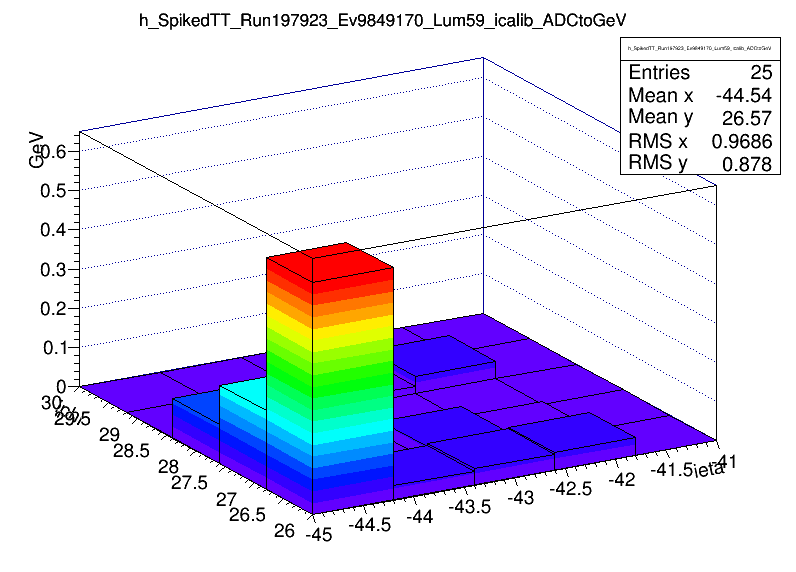 h_SpikedTT_Run197923_Ev9849170_Lum59_icalib_ADCtoGeV
h_SpikedTT_Run197923_Ev9849170_Lum59_icalib_ADCtoGeV
Entries 25
Mean x -44.54
Mean y 26.57
RMS x 0.9686
RMS y 0.878
GeV
0.6
0.5
0.4
0.3
0.2
0.1
0
30
29.5
29
28.5
28
27.5
27
26.5
26
-45
-44.5
-44
-43.5
-43
-42.5
-42
-41.5
-41
ieta